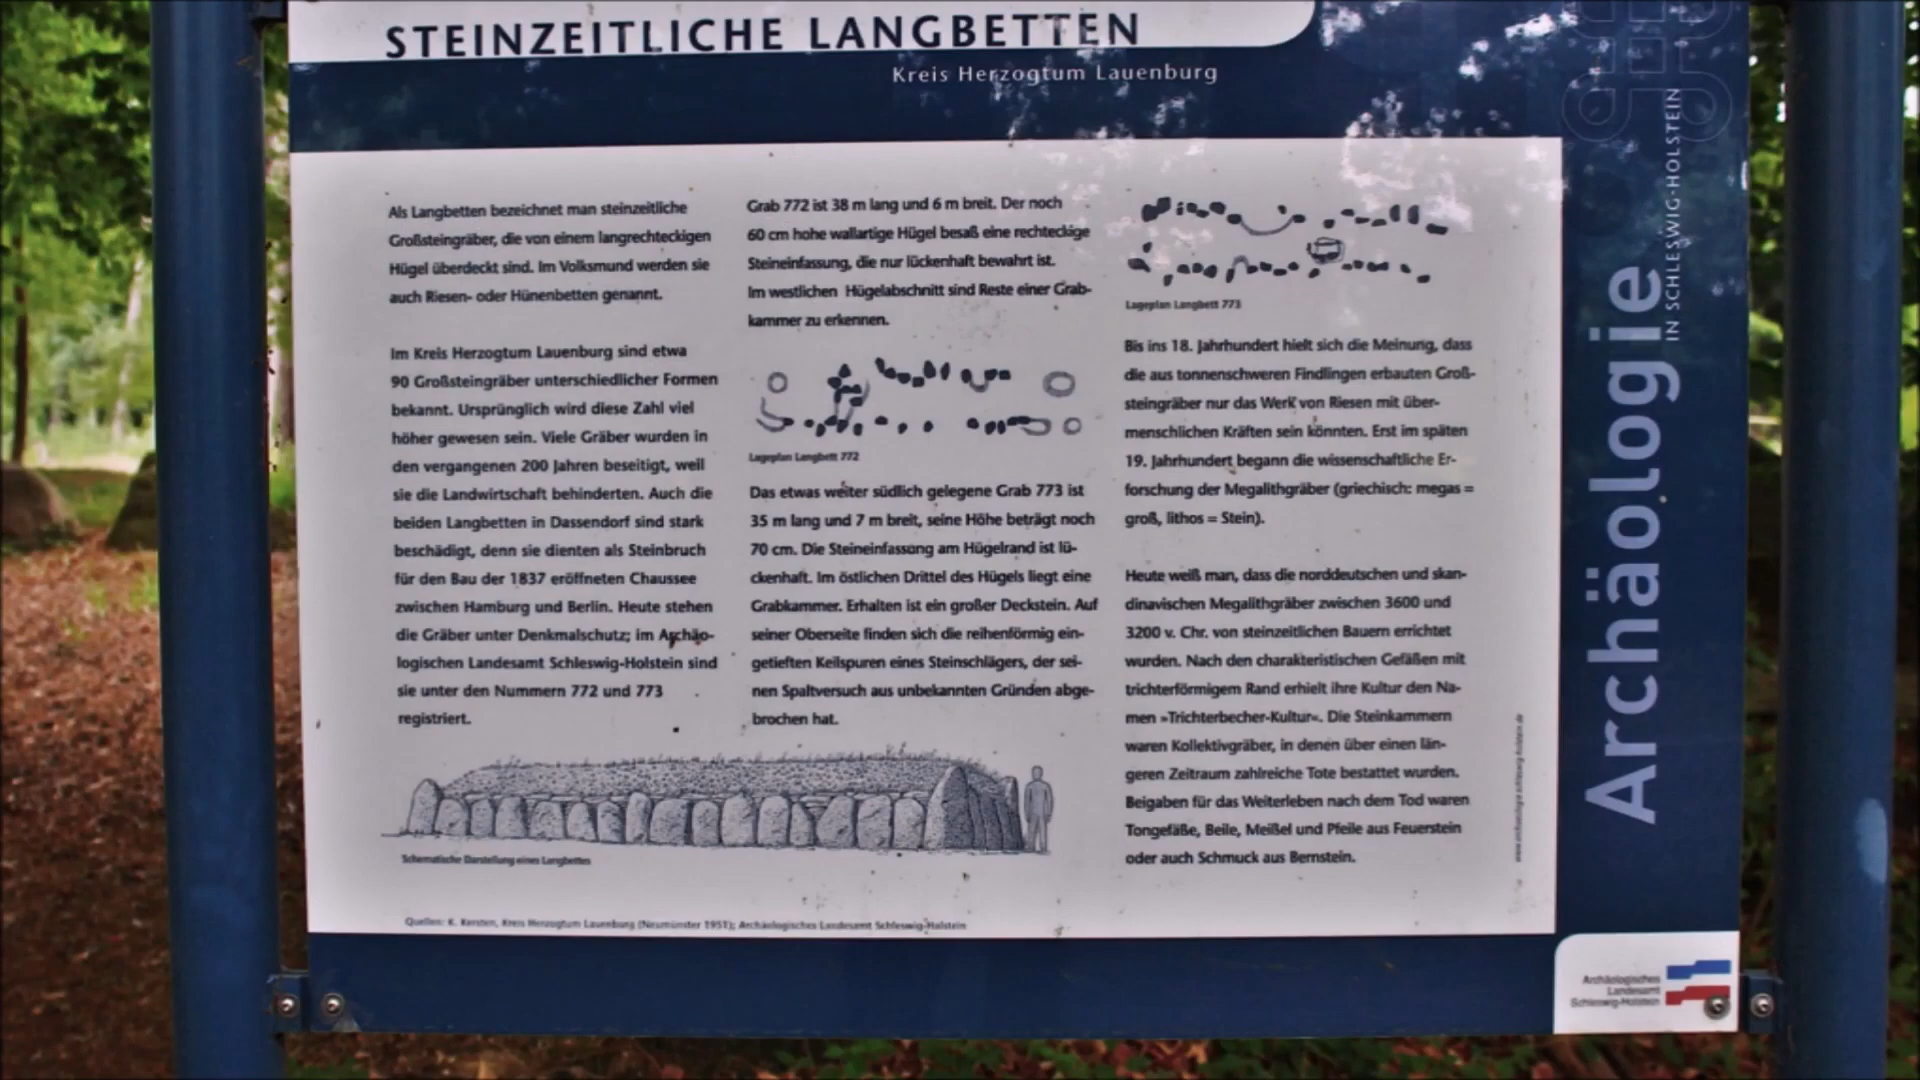 STEINZEITLICHE LANGBETTEN
Kreis Herzogtum Lauenburg
Als Langbetten bezeichnet man steinzeitliche
Großsteingräber, die von einem langrechteckigen
Hügel überdeckt sind. Im Volksmund werden sie
auch Riesen- oder Hünenbetten genannt.
Im Kreis Herzogtum Lauenburg sind etwa
90 Großsteingräber unterschiedlicher Formen
bekannt. Ursprünglich wird diese Zahl viel
höher gewesen sein. Viele Gräber wurden in
den vergangenen 200 Jahren beseitigt, weil
sie die Landwirtschaft behinderten. Auch die
beiden Langbetten in Dassendorf sind stark
beschädigt, denn sie dienten als Steinbruch
für den Bau der 1837 eröffneten Chaussee
zwischen Hamburg und Berlin. Heute stehen
die Gräber unter Denkmalschutz; im Archäo-
logischen Landesamt Schleswig-Holstein sind
sie unter den Nummern 772 und 773
registriert.
Schematische Darstellung eines Langbettes
Grab 772 ist 38 m lang und 6 m breit. Der noch
60 cm hohe wallartige Hügel besaß eine rechteckige
Steineinfassung, die nur lückenhaft bewahrt ist.
Im westlichen Hügelabschnitt sind Reste einer Grab-
kammer zu erkennen.
Lageplan Langbett 772
Das etwas weiter südlich gelegene Grab 773 ist
35 m lang und 7 m breit, seine Höhe beträgt noch
70 cm. Die Steineinfassung am Hügelrand ist lü-
ckenhaft. Im östlichen Drittel des Hügels liegt eine
Grabkammer. Erhalten ist ein großer Deckstein. Auf
seiner Oberseite finden sich die reihenförmig ein-
getieften Keilspuren eines Steinschlägers, der sei-
nen Spaltversuch aus unbekannten Gründen abge-
brochen hat.
Lageplan Langbett 773
Bis ins 18. Jahrhundert hielt sich die Meinung, dass
die aus tonnenschweren Findlingen erbauten Groß-
steingräber nur das Werk von Riesen mit über-
menschlichen Kräften sein könnten. Erst im späten
19. Jahrhundert begann die wissenschaftliche Er-
forschung der Megalithgräber (griechisch: megas =
groß, lithos = Stein).
Heute weiß man, dass die norddeutschen und skan-
dinavischen Megalithgräber zwischen 3600 und
3200 v. Chr. von steinzeitlichen Bauern errichtet
wurden. Nach den charakteristischen Gefäßen mit
trichterförmigem Rand erhielt ihre Kultur den Na-
men »Trichterbecher-Kultur«. Die Steinkammern
waren Kollektivgräber, in denen über einen län-
geren Zeitraum zahlreiche Tote bestattet wurden.
Beigaben für das Weiterleben nach dem Tod waren
Tongefäße, Beile, Meißel und Pfeile aus Feuerstein
oder auch Schmuck aus Bernstein.
Quellen: K. Kersten, Kreis Herzogtum Lauenburg (Neumünster 1951); Archäologisches Landesamt Schleswig-Holstein
www.archaeologie.schleswig-holstein.de
Archäologie
IN SCHLESWIG-HOLSTEIN
Archäologisches
Landesamt
Schleswig-Holstein